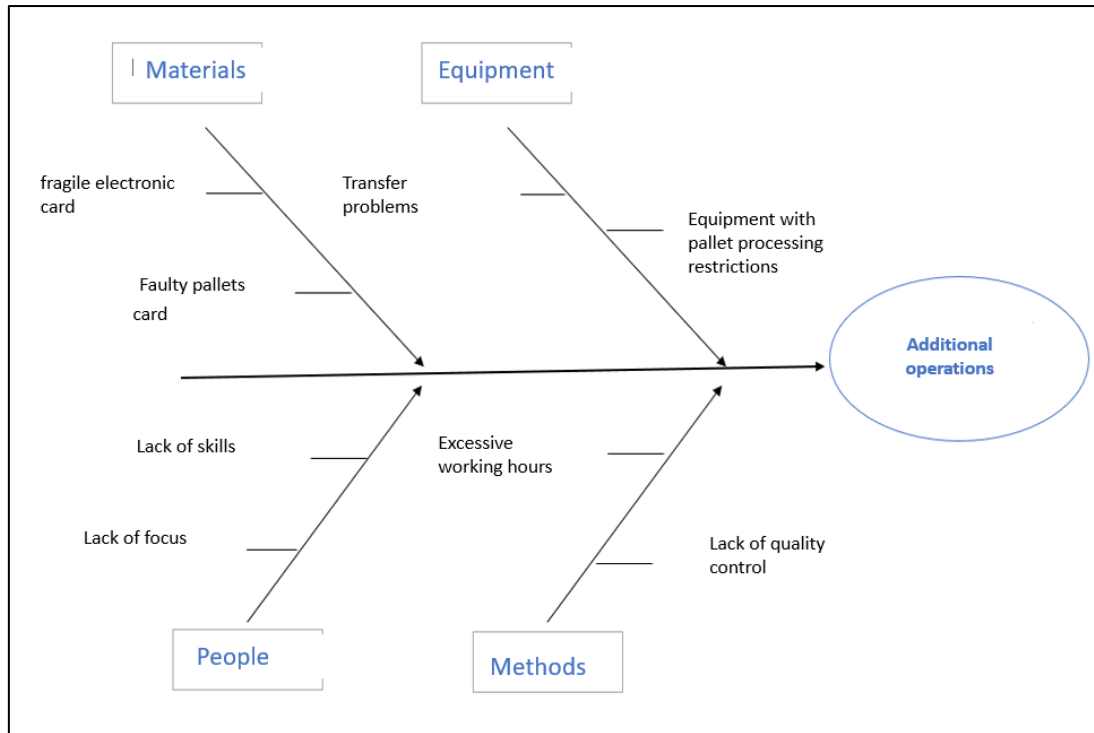 Materials
Equipment
fragile electronic
card
Transfer
problems
Equipment with
pallet processing
restrictions
Faulty pallets
card
Additional
operations
Lack of skills
Excessive
working hours
Lack of focus
Lack of quality
control
People
Methods